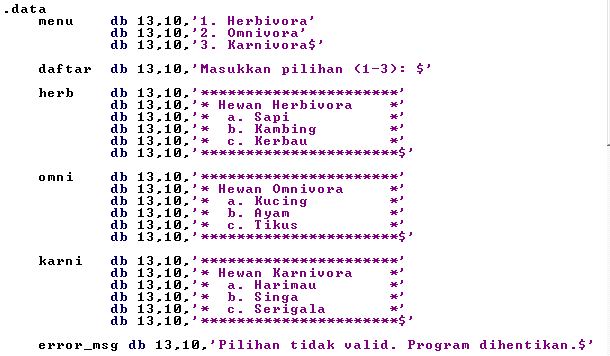 .data
    menu    db 13,10,'1. Herbivora'
            db 13,10,'2. Omnivora'
            db 13,10,'3. Karnivora$'
    daftar  db 13,10,'Masukkan pilihan (1-3): $'
    herb    db 13,10,'**********************'
            db 13,10,'* Hewan Herbivora    *'
            db 13,10,'*  a. Sapi           *'
            db 13,10,'*  b. Kambing        *'
            db 13,10,'*  c. Kerbau         *'
            db 13,10,'**********************$'
    omni    db 13,10,'**********************'
            db 13,10,'* Hewan Omnivora     *'
            db 13,10,'*  a. Kucing         *'
            db 13,10,'*  b. Ayam           *'
            db 13,10,'*  c. Tikus          *'
            db 13,10,'**********************$'
    karni   db 13,10,'**********************'
            db 13,10,'* Hewan Karnivora    *'
            db 13,10,'*  a. Harimau        *'
            db 13,10,'*  b. Singa          *'
            db 13,10,'*  c. Serigala       *'
            db 13,10,'**********************$'
    error_msg db 13,10,'Pilihan tidak valid. Program dihentikan.$'